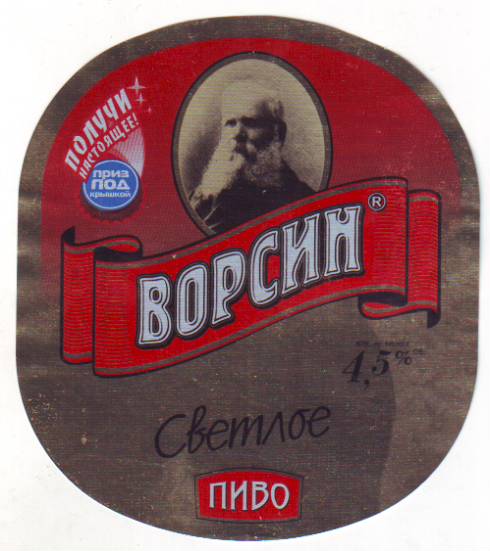 ПОЛУЧИ
НАСТОЯЩЕЕ!
ПРИЗ
ПОД
КРЫШКОЙ
ВОРСИН®
4,5%
Светлое
ПИВО